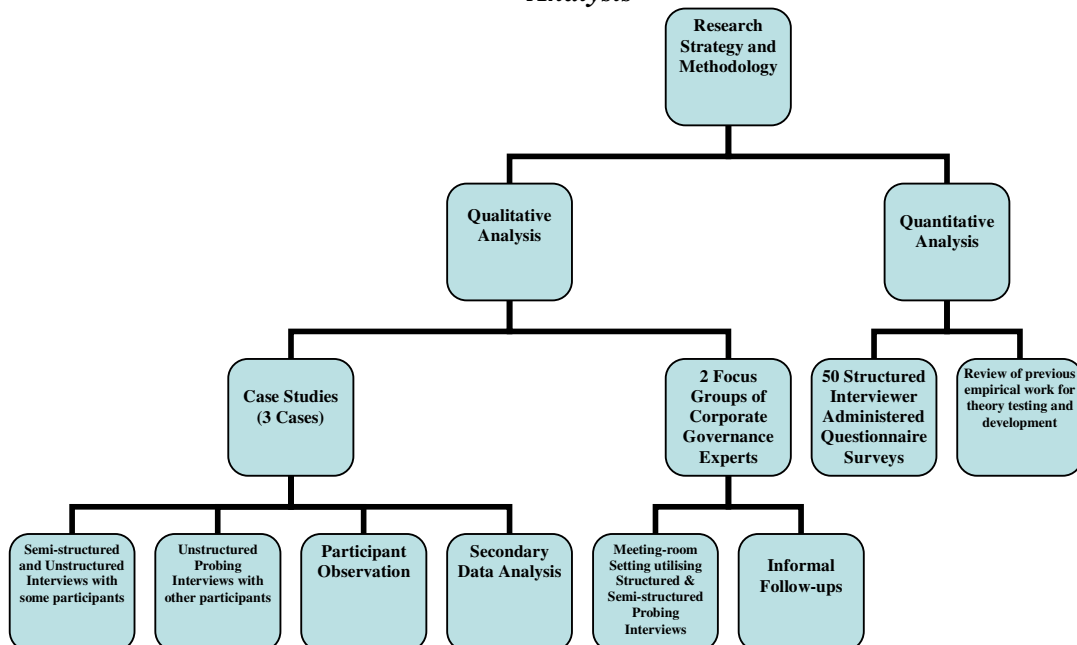 Analysis
Research
Strategy and
Methodology
Qualitative
Analysis
Quantitative
Analysis
Case Studies
(3 Cases)
2 Focus
Groups of
Corporate
Governance
Experts
50 Structured
Interviewer
Administered
Questionnaire
Surveys
Review of previous
empirical work for
theory testing and
development
Semi-structured
and Unstructured
Interviews with
some participants
Unstructured
Probing
Interviews with
other participants
Participant
Observation
Secondary
Data Analysis
Meeting-room
Setting utilising
Structured &
Semi-structured
Probing
Interviews
Informal
Follow-ups